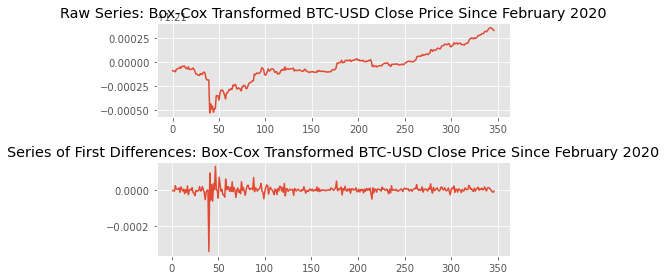 Raw Series: Box-Cox Transformed BTC-USD Close Price Since February 2020
0.00025
0.00000
−0.00025
−0.00050
0 50 100 150 200 250 300 350
Series of First Differences: Box-Cox Transformed BTC-USD Close Price Since February 2020
0.0000
−0.0002
0 50 100 150 200 250 300 350